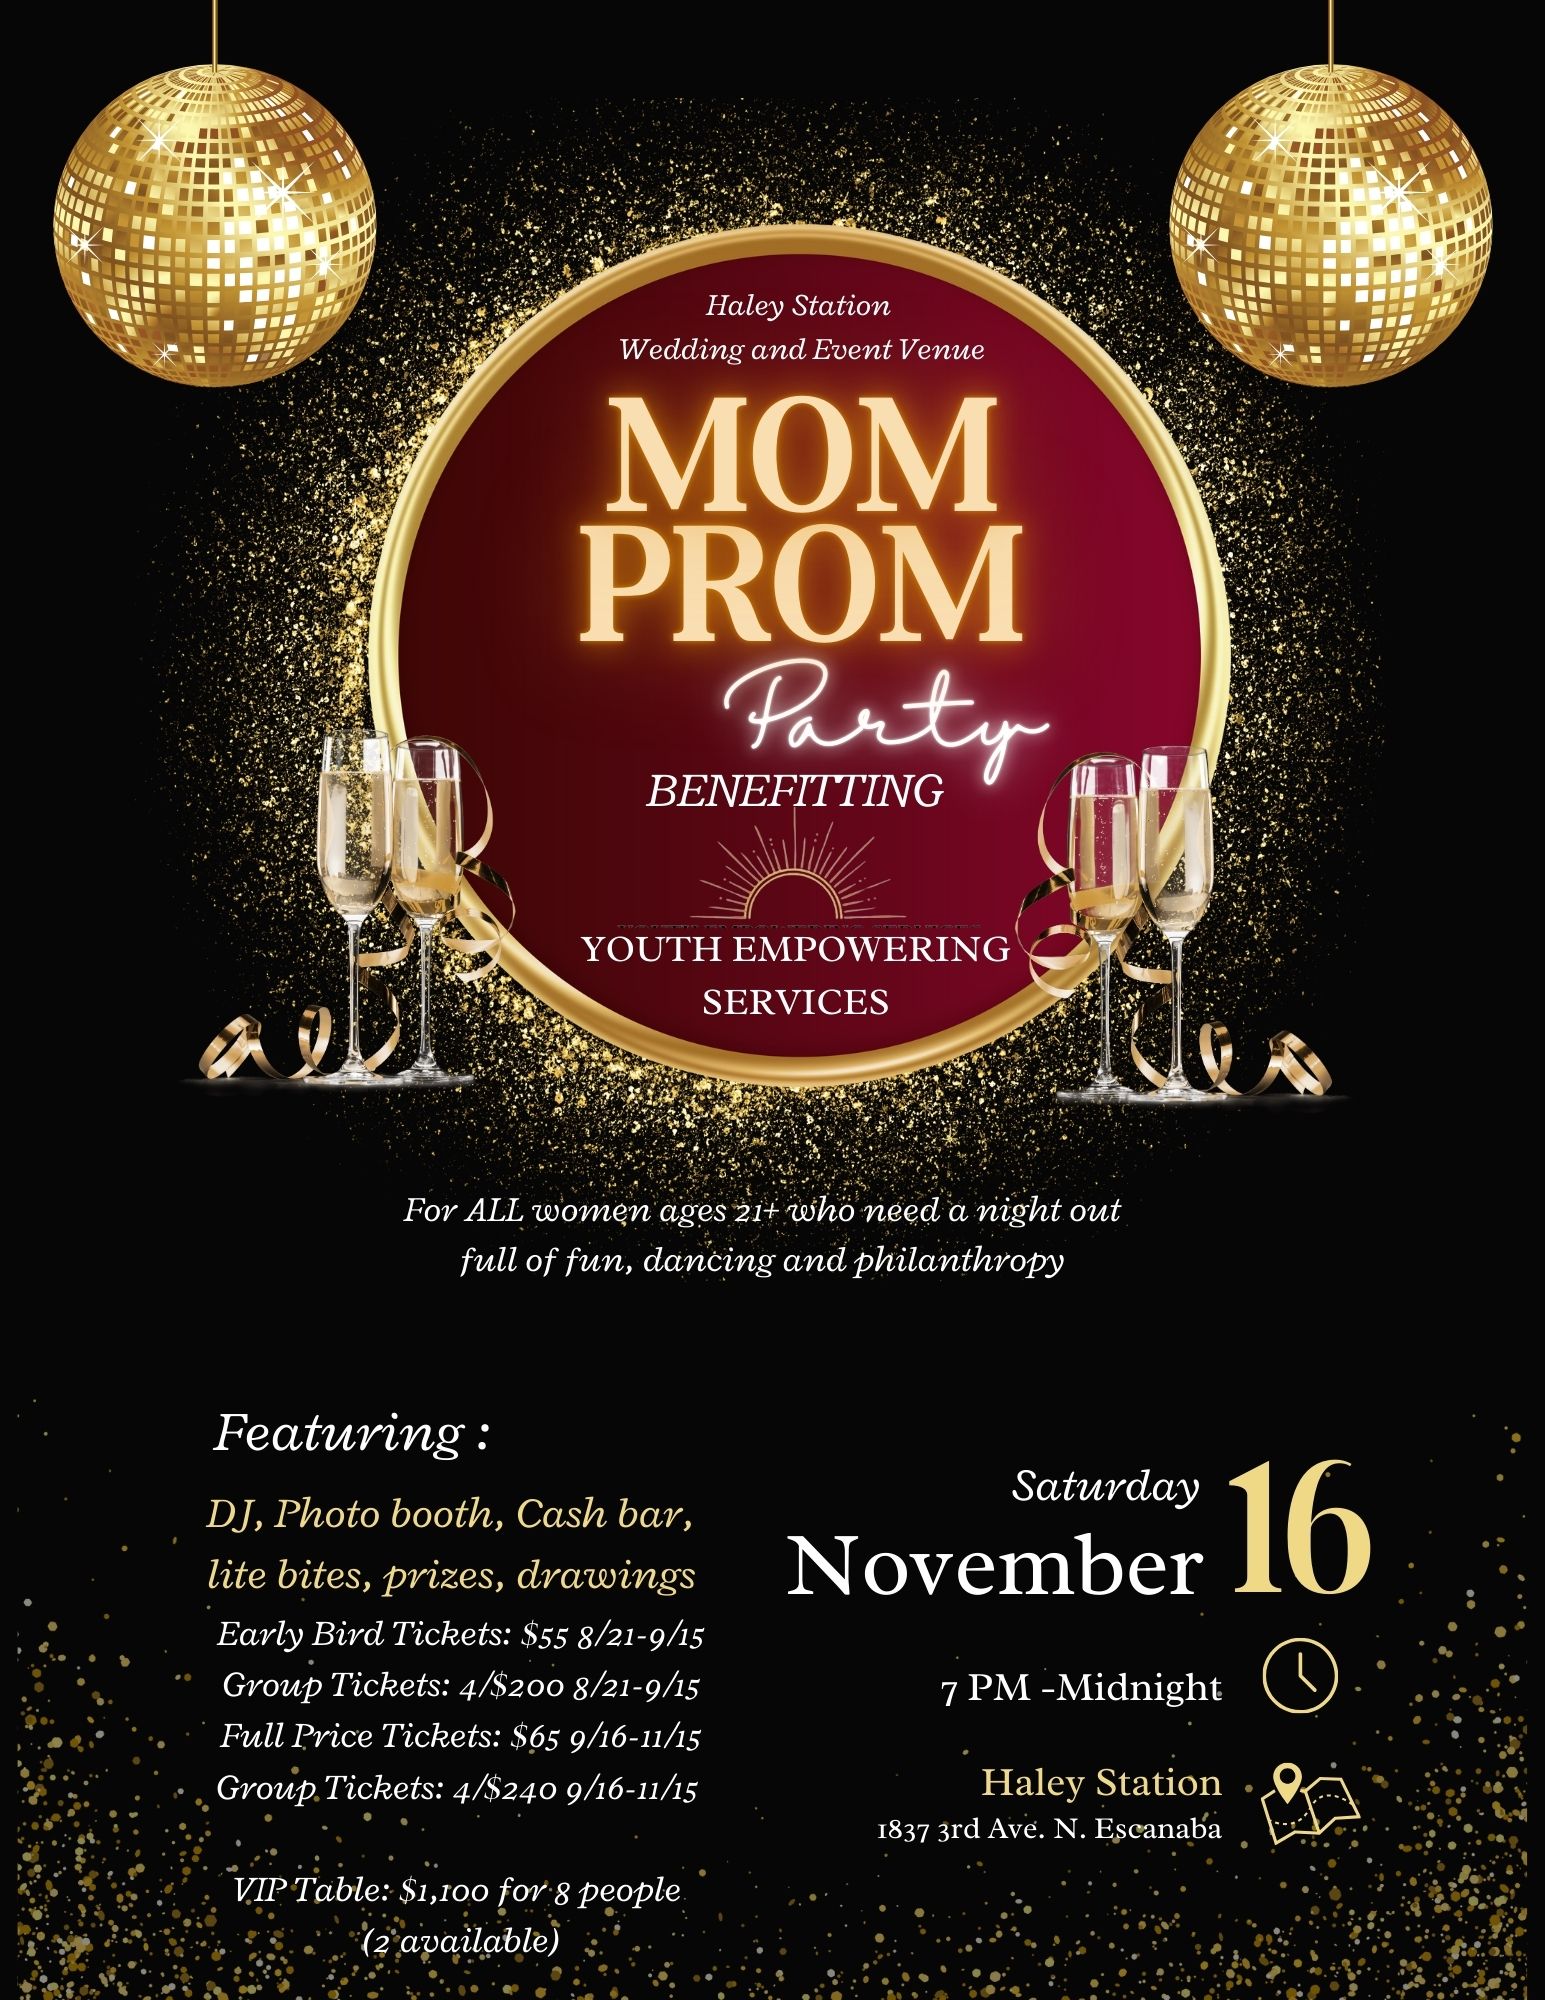 Haley Station
Wedding and Event Venue
MOM
PROM
Party
BENEFITTING
YOUTH EMPOWERING
SERVICES
For ALL women ages 21+ who need a night out
full of fun, dancing and philanthropy
Featuring :
DJ, Photo booth, Cash bar,
lite bites, prizes, drawings
Early Bird Tickets: $55 8/21-9/15
Group Tickets: 4/$200 8/21-9/15
Full Price Tickets: $65 9/16-11/15
Group Tickets: 4/$240 9/16-11/15
VIP Table: $1,100 for 8 people
(2 available)
Saturday
November 16
7 PM -Midnight
Haley Station
1837 3rd Ave. N. Escanaba